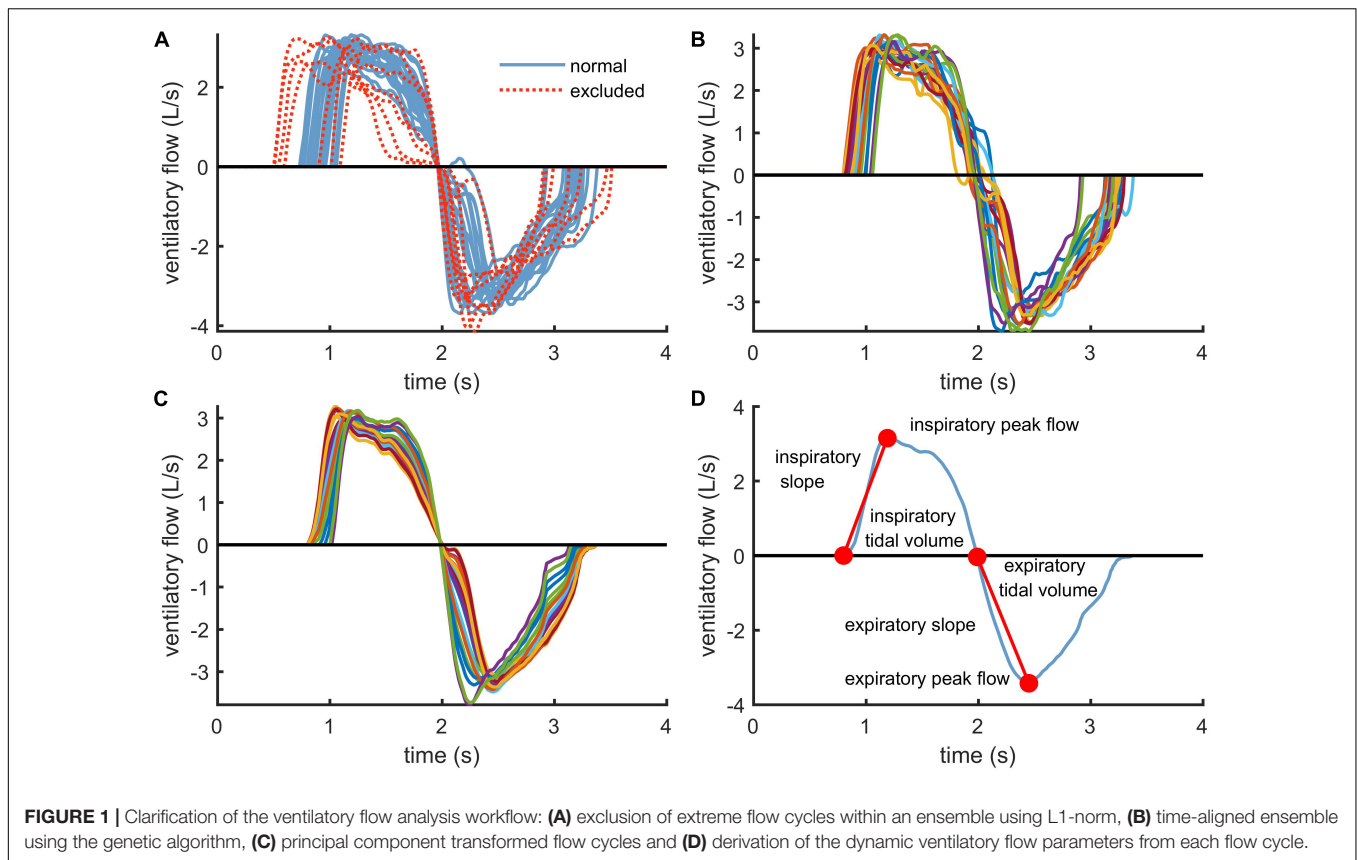 A
ventilatory flow (L/s)
2
0
-2
-4
0
1
2
3
4
time (s)
normal
excluded
B
ventilatory flow (L/s)
3
2
1
0
-1
-2
-3
0
1
2
3
4
time (s)
C
ventilatory flow (L/s)
3
2
1
0
-1
-2
-3
0
1
2
3
4
time (s)
D
ventilatory flow (L/s)
4
2
0
-2
-4
0
1
2
3
4
time (s)
inspiratory peak flow
inspiratory
slope
inspiratory
tidal volume
expiratory
tidal volume
expiratory slope
expiratory peak flow
FIGURE 1 | Clarification of the ventilatory flow analysis workflow: (A) exclusion of extreme flow cycles within an ensemble using L1-norm, (B) time-aligned ensemble
using the genetic algorithm, (C) principal component transformed flow cycles and (D) derivation of the dynamic ventilatory flow parameters from each flow cycle.